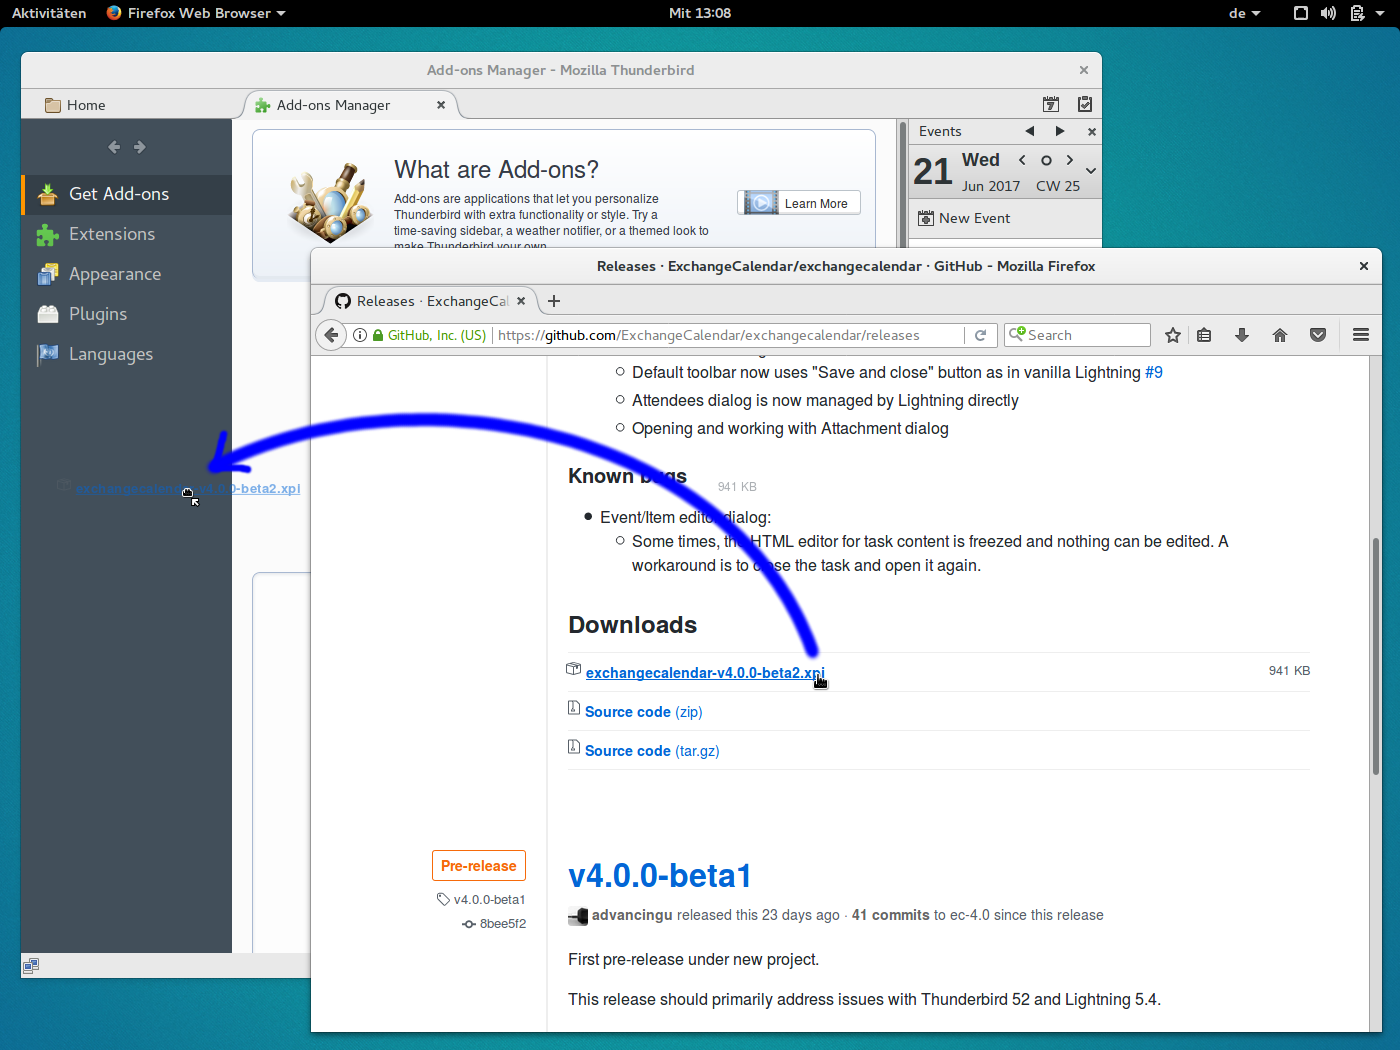 Aktivitäten
Firefox Web Browser
Mit 13:08
de
Add-ons Manager - Mozilla Thunderbird
Home
Add-ons Manager
Get Add-ons
Extensions
Appearance
Plugins
Languages
What are Add-ons?
Add-ons are applications that let you personalize
Thunderbird with extra functionality or style. Try a
time-saving sidebar, a weather notifier, or a themed look to
make Thunderbird your own.
Learn More
Events
21
Wed
Jun 2017
CW 25
New Event
Releases · ExchangeCalendar/exchangecalendar · GitHub - Mozilla Firefox
Releases · ExchangeCal
GitHub, Inc. (US)
https://github.com/ExchangeCalendar/exchangecalendar/releases
Search
Default toolbar now uses "Save and close" button as in vanilla Lightning #9
Attendees dialog is now managed by Lightning directly
Opening and working with Attachment dialog
Known bugs
941 KB
Event/Item editor dialog:
Some times, the HTML editor for task content is freezed and nothing can be edited. A
workaround is to close the task and open it again.
Downloads
exchangecalendar-v4.0.0-beta2.xpi
941 KB
Source code (zip)
Source code (tar.gz)
exchangecalendar-v4.0.0-beta2.xpi
Pre-release
v4.0.0-beta1
8bee5f2
v4.0.0-beta1
advancingu released this 23 days ago · 41 commits to ec-4.0 since this release
First pre-release under new project.
This release should primarily address issues with Thunderbird 52 and Lightning 5.4.